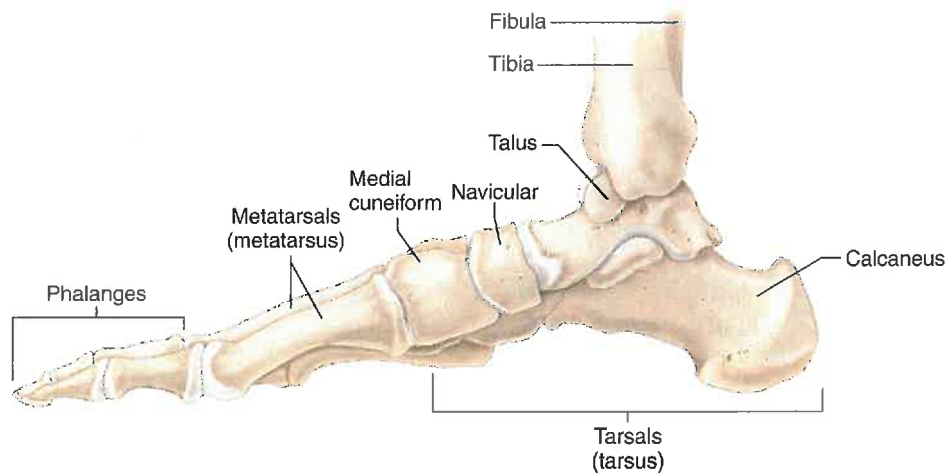 Fibula
Tibia
Talus
Medial
cuneiform
Navicular
Metatarsals
(metatarsus)
Calcaneus
Phalanges
Tarsals
(tarsus)